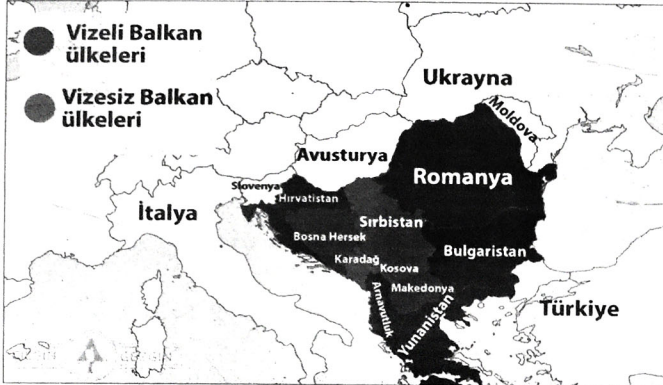 Vizeli Balkan
ülkeleri
Vizesiz Balkan
ülkeleri
Ukrayna
Moldova
Avusturya
Romanya
Slovenya
Hırvatistan
İtalya
Sırbistan
Bosna Hersek
Bulgaristan
Karadağ
Kosova
Makedonya
Arnavutluk
Türkiye
Yunanistan